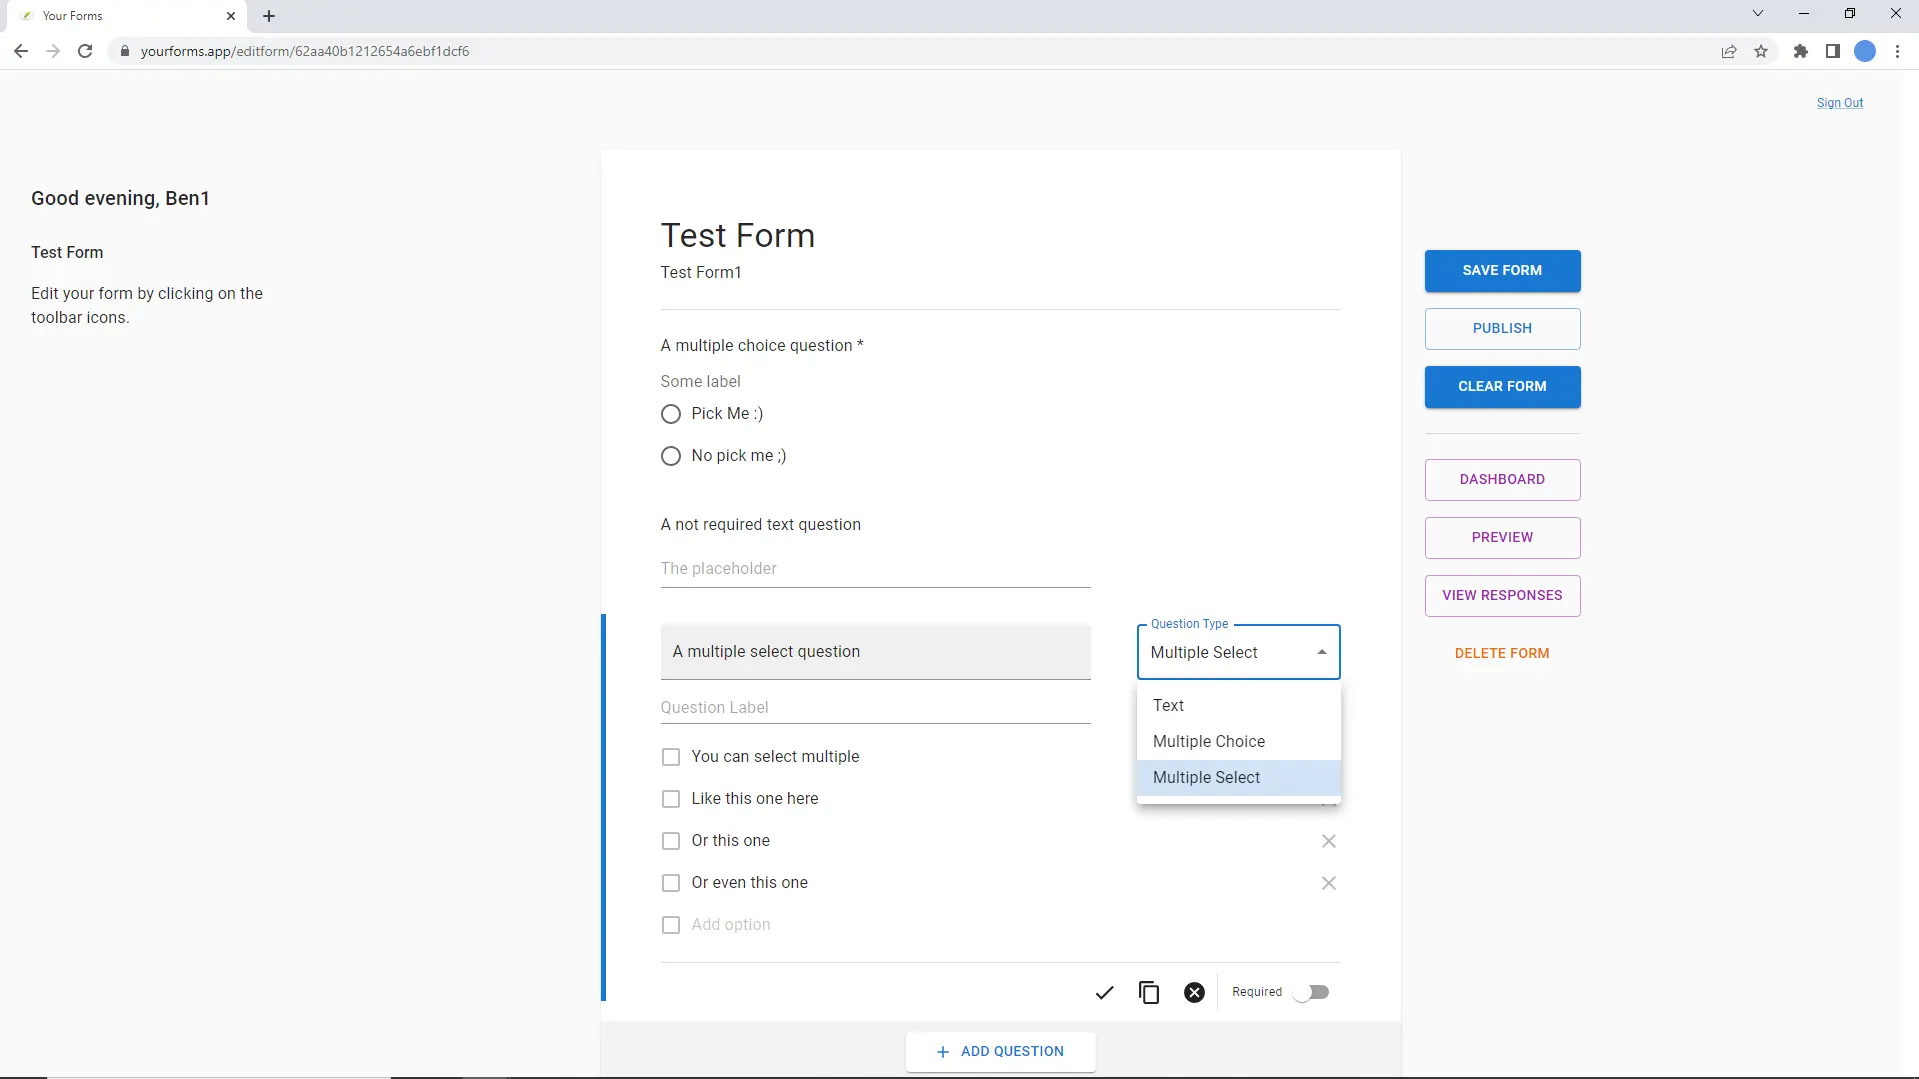 Your Forms
yourforms.app/editform/62aa40b1212654a6ebf1dcf6
Sign Out
Good evening, Ben1
Test Form
Edit your form by clicking on the
toolbar icons.
Test Form
Test Form1
A multiple choice question *
Some label
Pick Me :)
No pick me ;)
A not required text question
The placeholder
A multiple select question
Question Label
You can select multiple
Like this one here
Or this one
Or even this one
Add option
Question Type
Multiple Select
Text
Multiple Choice
Multiple Select
Required
ADD QUESTION
SAVE FORM
PUBLISH
CLEAR FORM
DASHBOARD
PREVIEW
VIEW RESPONSES
DELETE FORM